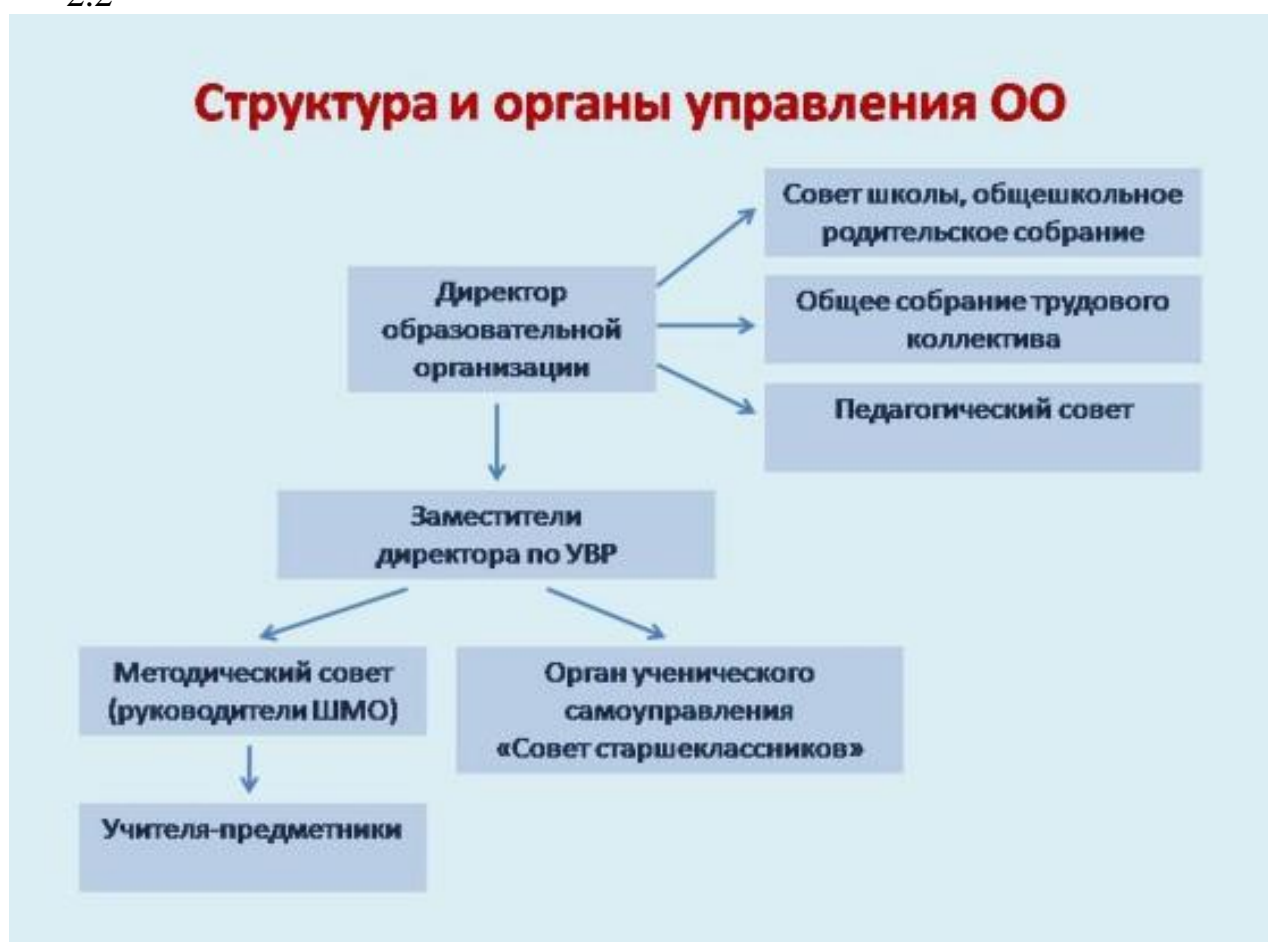 2.2
Структура и органы управления ОО
Совет школы, общешкольное
родительское собрание
Директор
образовательной
организации
Общее собрание трудового
коллектива
Педагогический совет
Заместители
директора по УВР
Методический совет
(руководители ШМО)
Орган ученического
самоуправления
«Совет старшеклассников»
Учителя-предметники